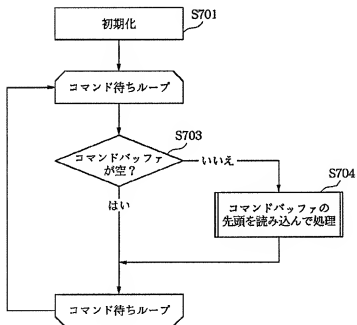 S701
初期化
コマンド待ちループ
S703
コマンドバッファ
が空？
いいえ
はい
S704
コマンドバッファの
先頭を読み込んで処理
コマンド待ちループ